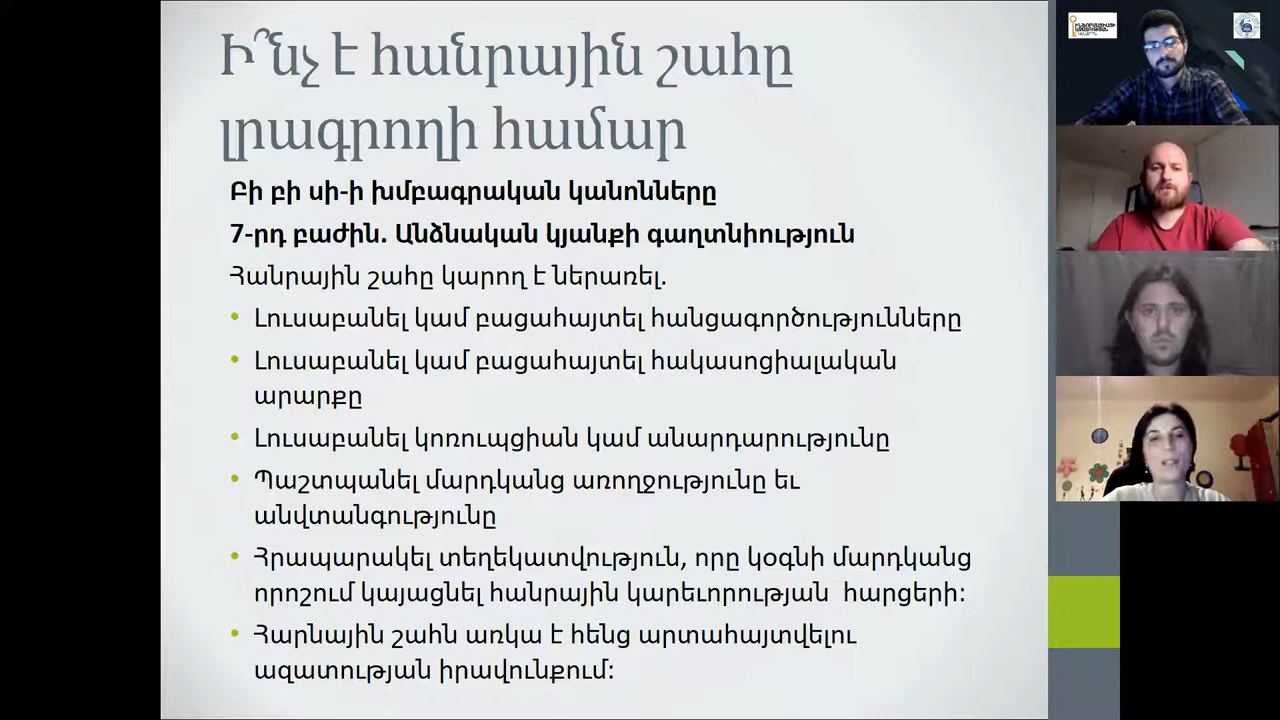 Ի՞նչ է հանրային շահը
լրագրողի համար
Բի բի սի-ի խմբագրական կանոնները
7-րդ բաժին. Անձնական կյանքի գաղտնիություն
Հանրային շահը կարող է ներառել.
• Լուսաբանել կամ բացահայտել հանցագործությունները
• Լուսաբանել կամ բացահայտել հակասոցիալական
արարքը
• Լուսաբանել կոռուպցիան կամ անարդարությունը
• Պաշտպանել մարդկանց առողջությունը եւ
անվտանգությունը
• Հրապարակել տեղեկատվություն, որը կօգնի մարդկանց
որոշում կայացնել հանրային կարեւորության հարցերի:
• Հարնային շահն առկա է հենց արտահայտվելու
ազատության իրավունքում: